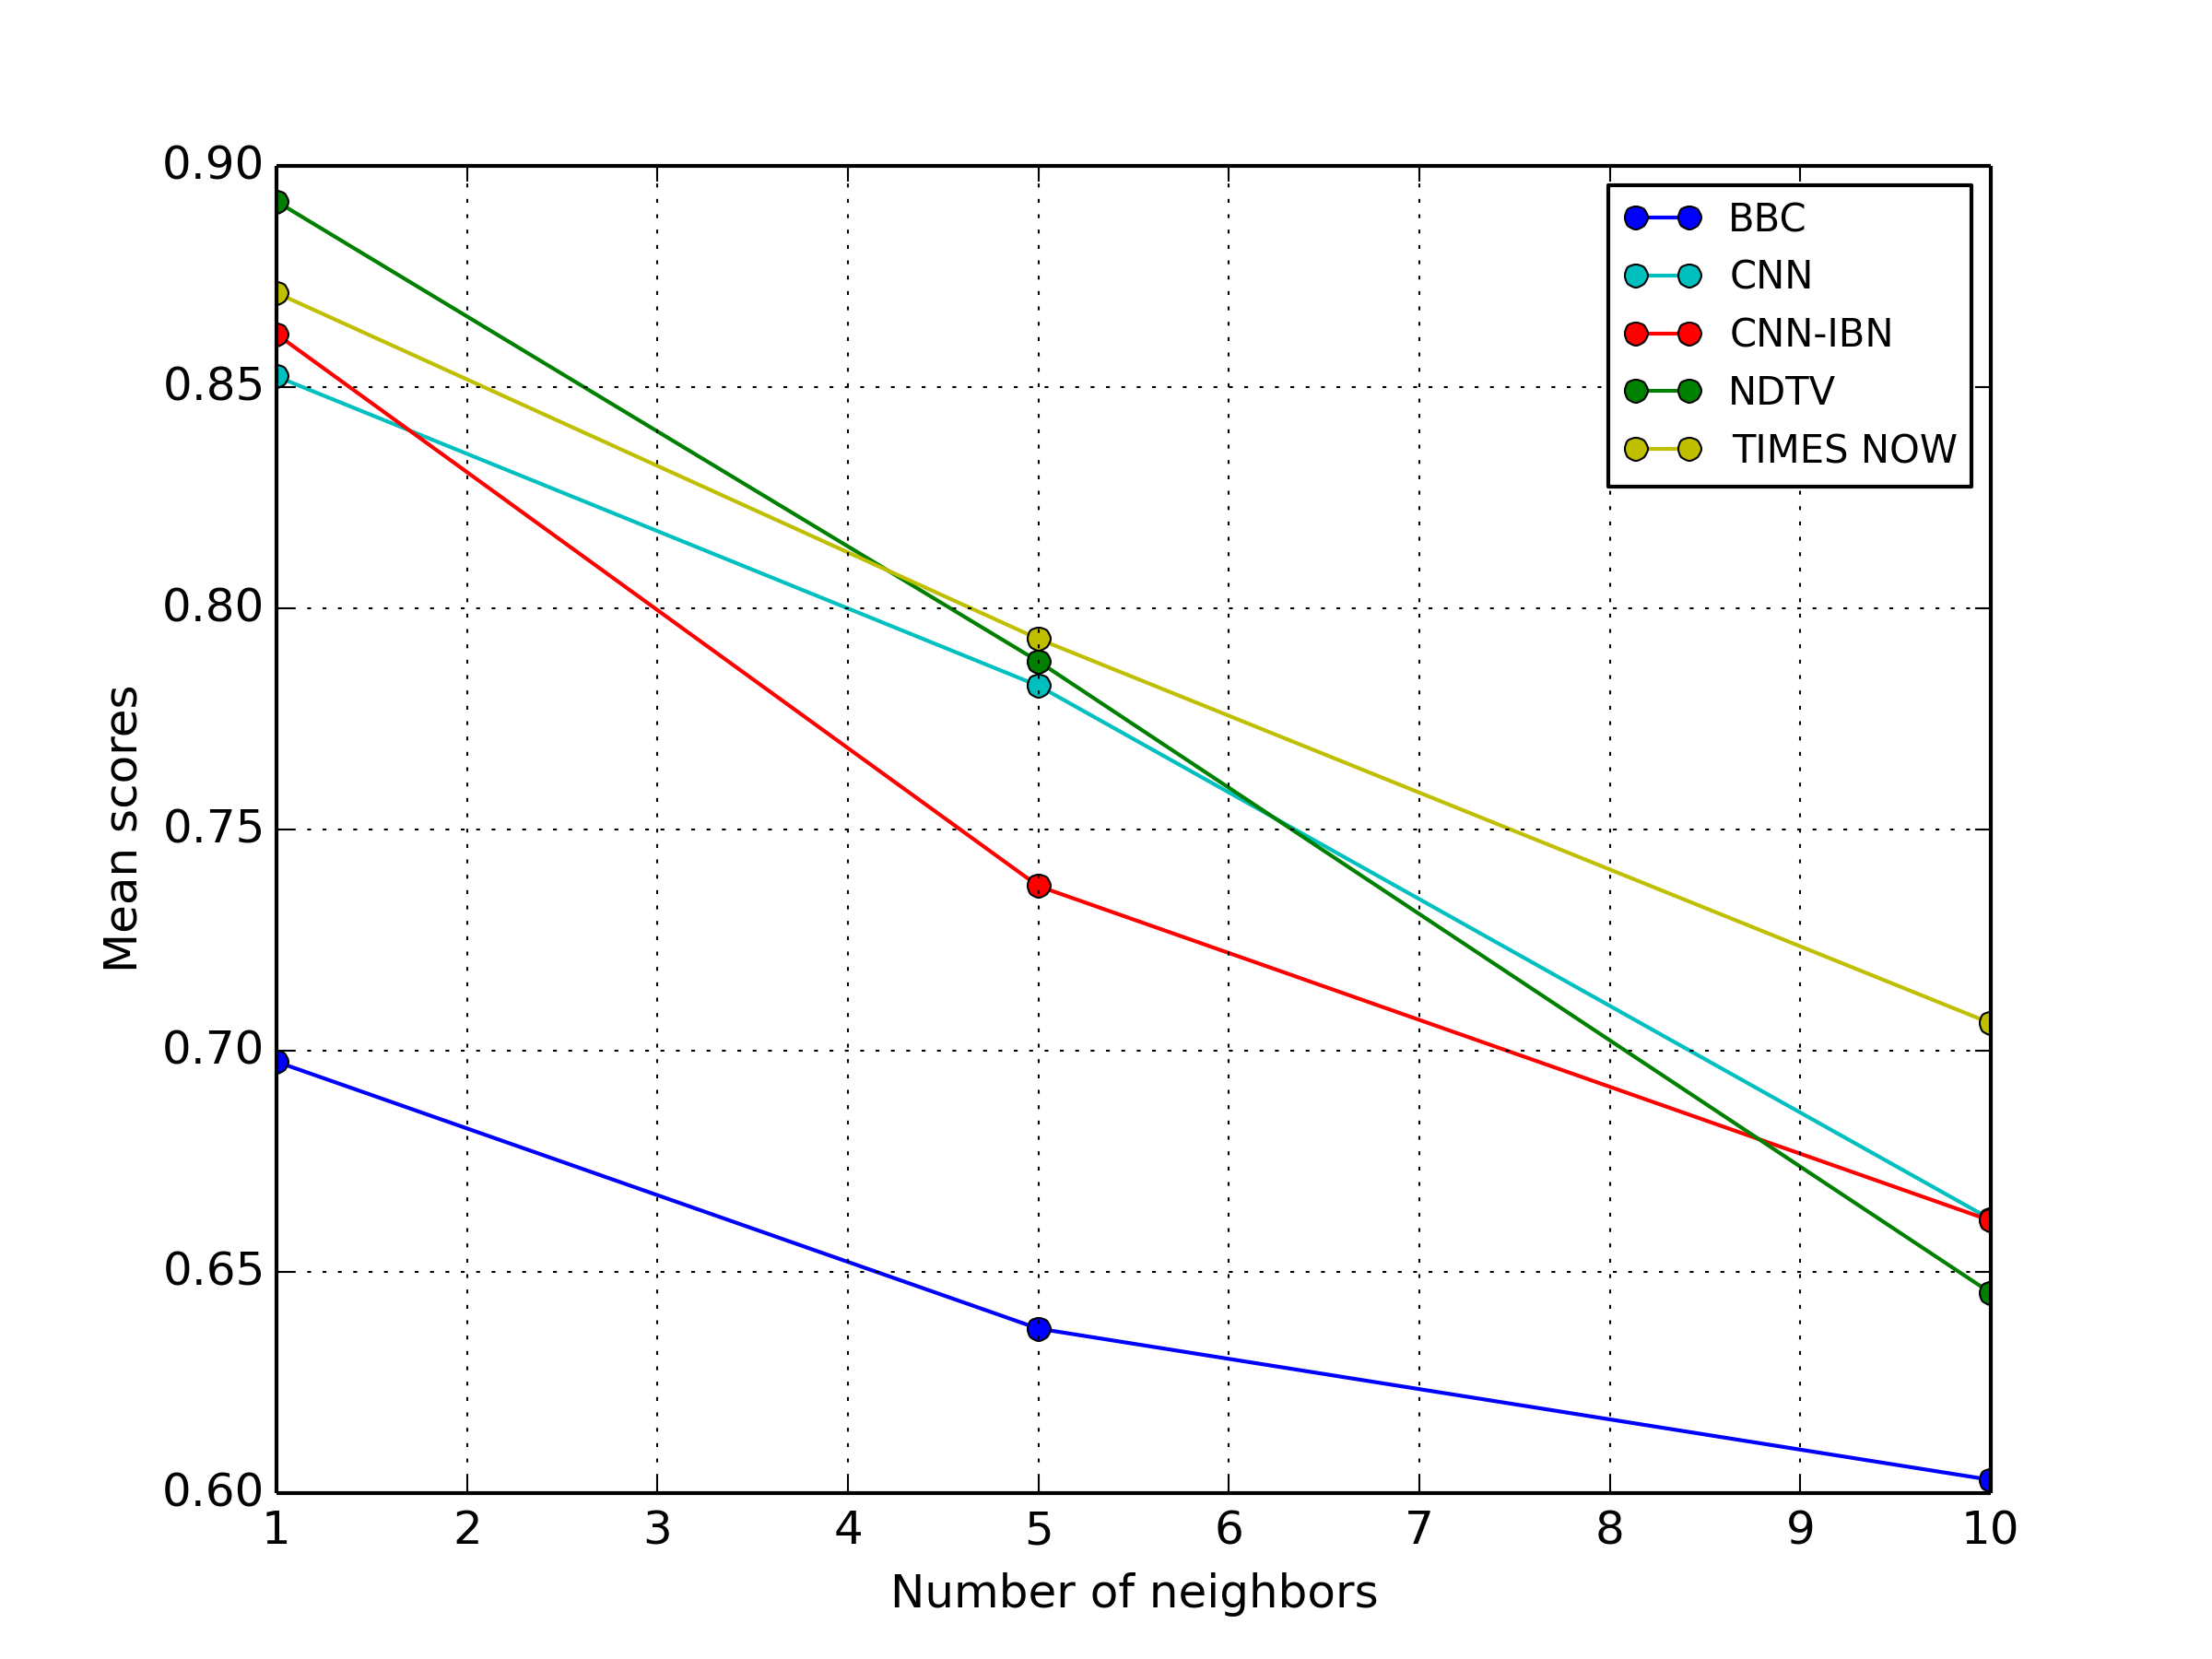 0.90
0.85
0.80
0.75
0.70
0.65
0.60
Mean scores
BBC
CNN
CNN-IBN
NDTV
TIMES NOW
1 2 3 4 5 6 7 8 9 10
Number of neighbors